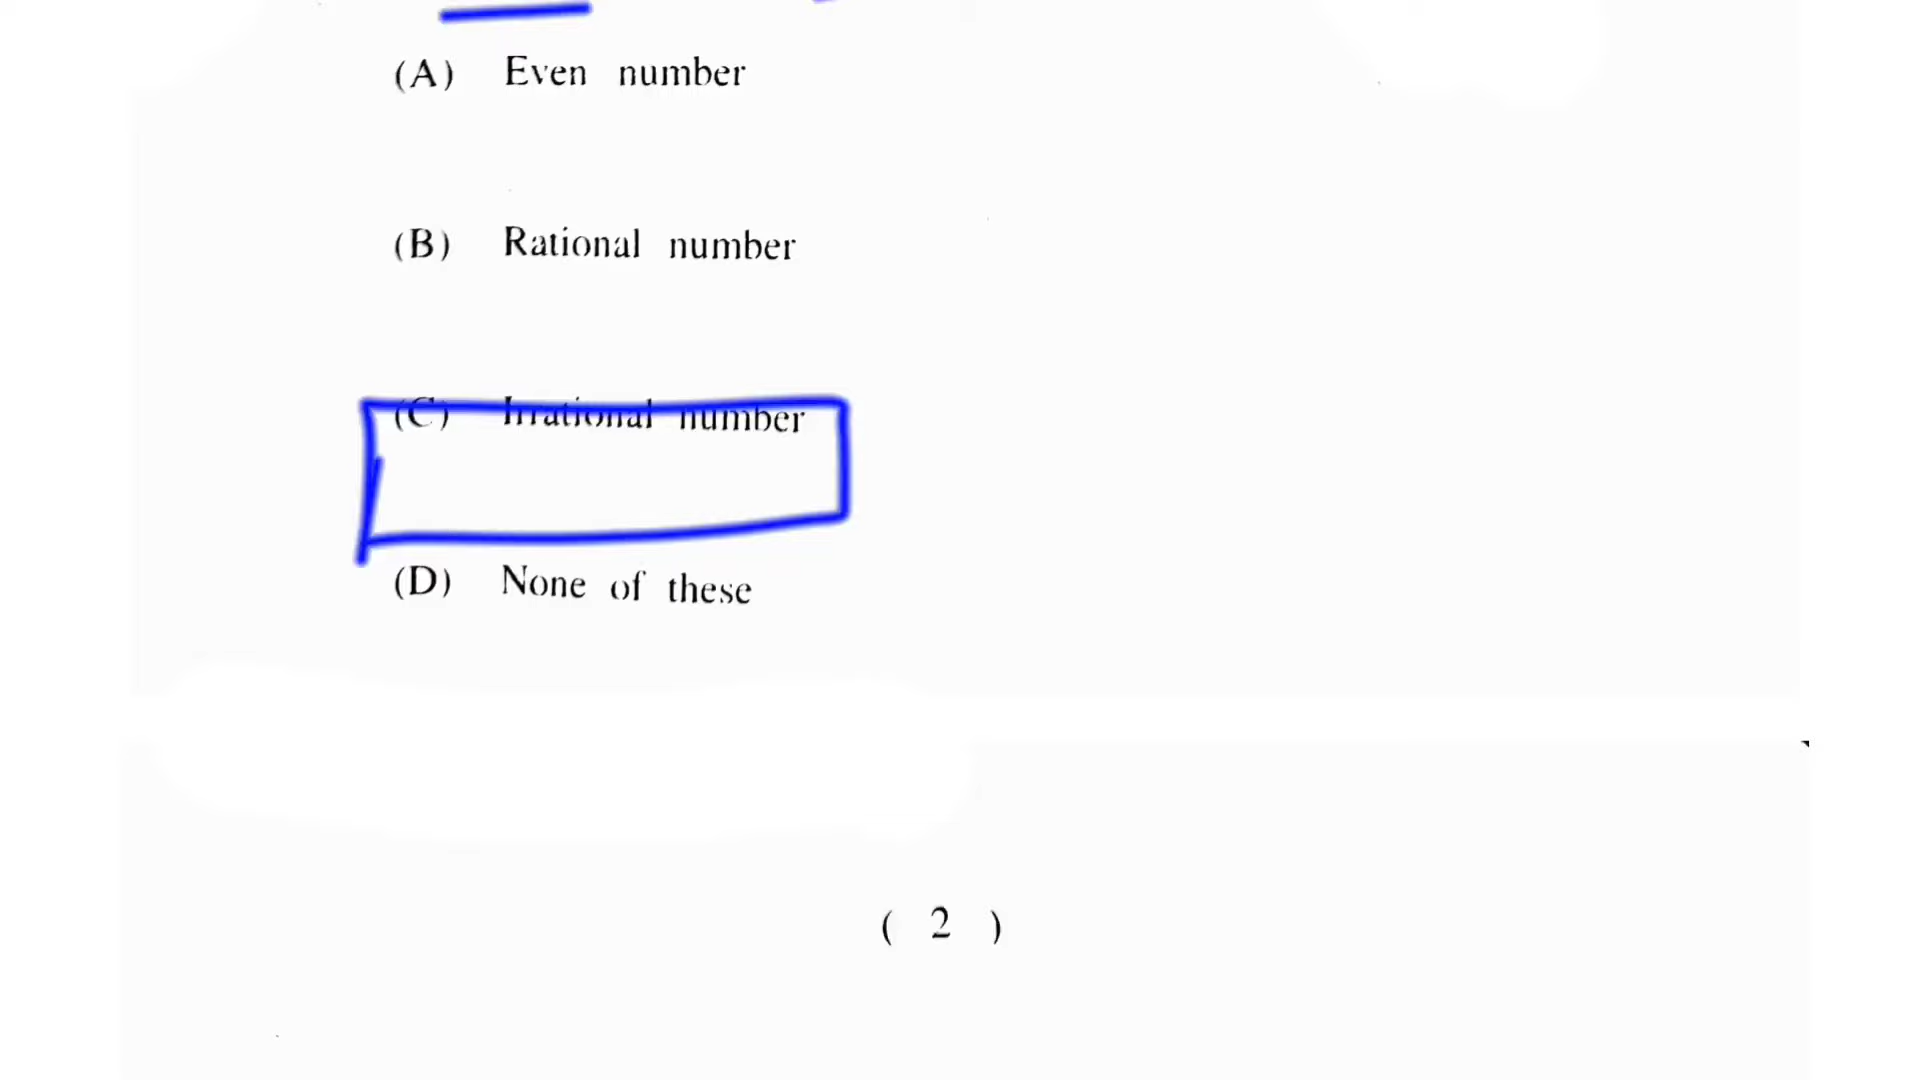 (A) Even number
(B) Rational number
(C) Irrational number
(D) None of these
( 2 )